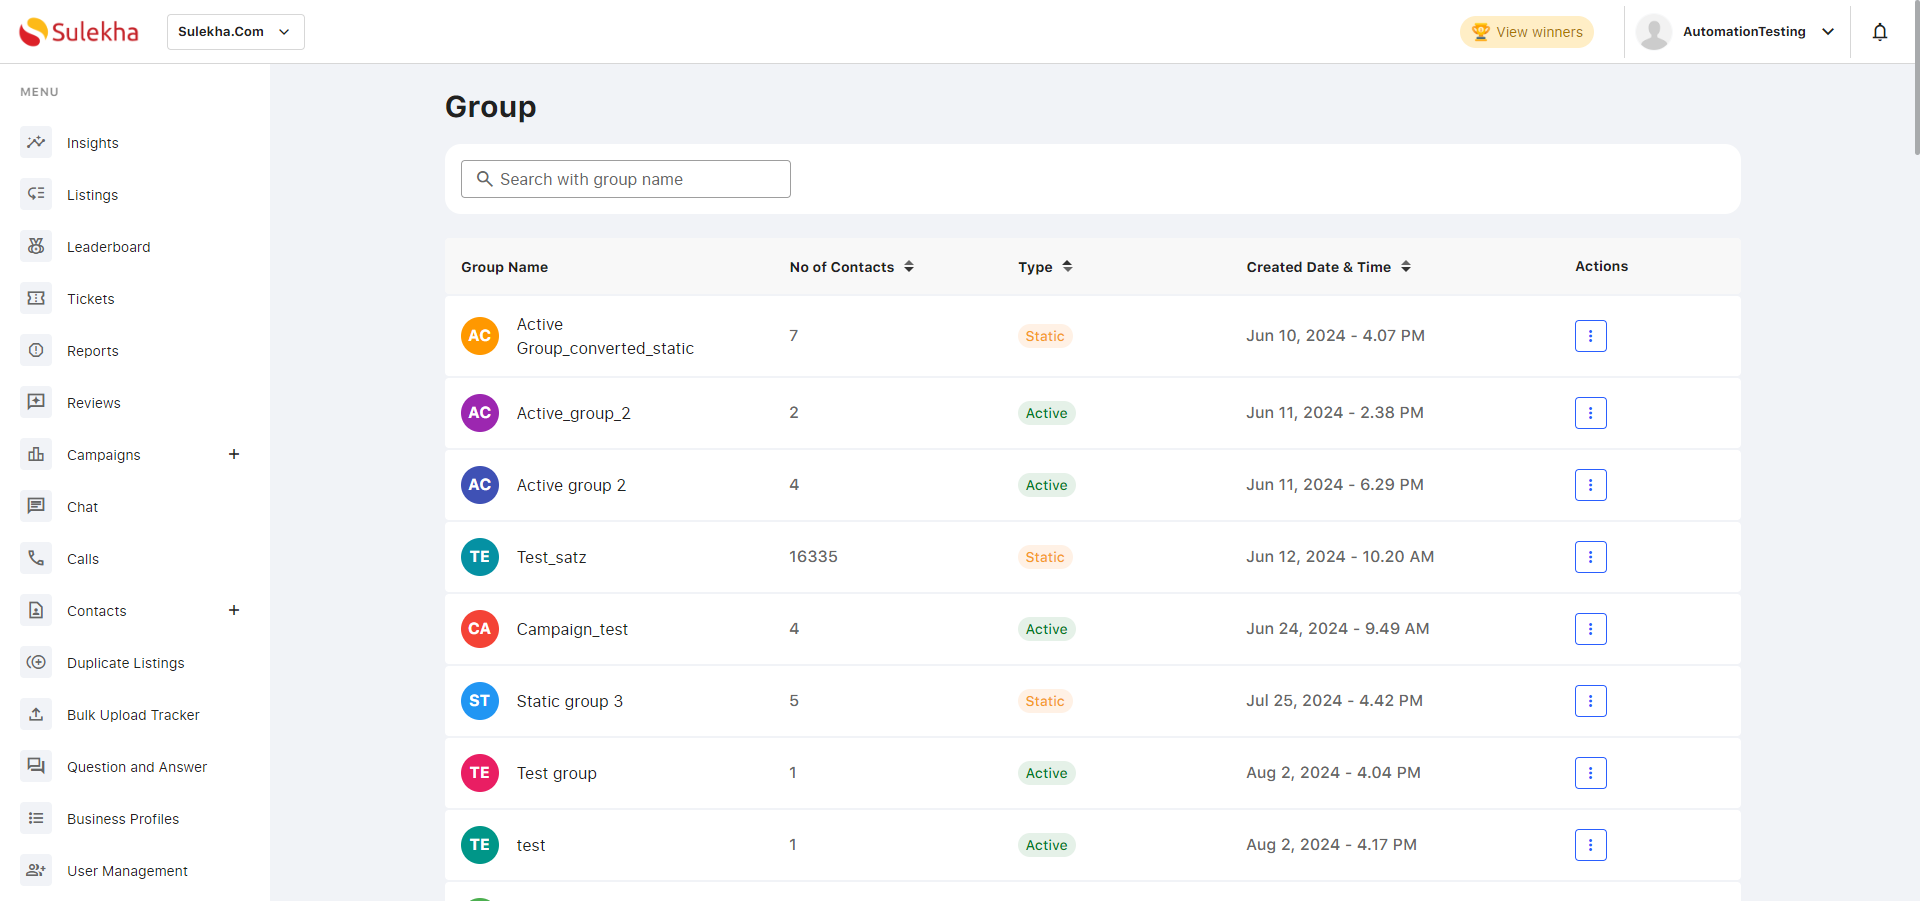 Sulekha
Sulekha.Com
View winners
AutomationTesting
MENU
Insights
Listings
Leaderboard
Tickets
Reports
Reviews
Campaigns +
Chat
Calls
Contacts +
Duplicate Listings
Bulk Upload Tracker
Question and Answer
Business Profiles
User Management
Group
Search with group name
Group Name No of Contacts Type Created Date & Time Actions
AC Active
Group_converted_static 7 Static Jun 10, 2024 - 4.07 PM
AC Active_group_2 2 Active Jun 11, 2024 - 2.38 PM
AC Active group 2 4 Active Jun 11, 2024 - 6.29 PM
TE Test_satz 16335 Static Jun 12, 2024 - 10.20 AM
CA Campaign_test 4 Active Jun 24, 2024 - 9.49 AM
ST Static group 3 5 Static Jul 25, 2024 - 4.42 PM
TE Test group 1 Active Aug 2, 2024 - 4.04 PM
TE test 1 Active Aug 2, 2024 - 4.17 PM